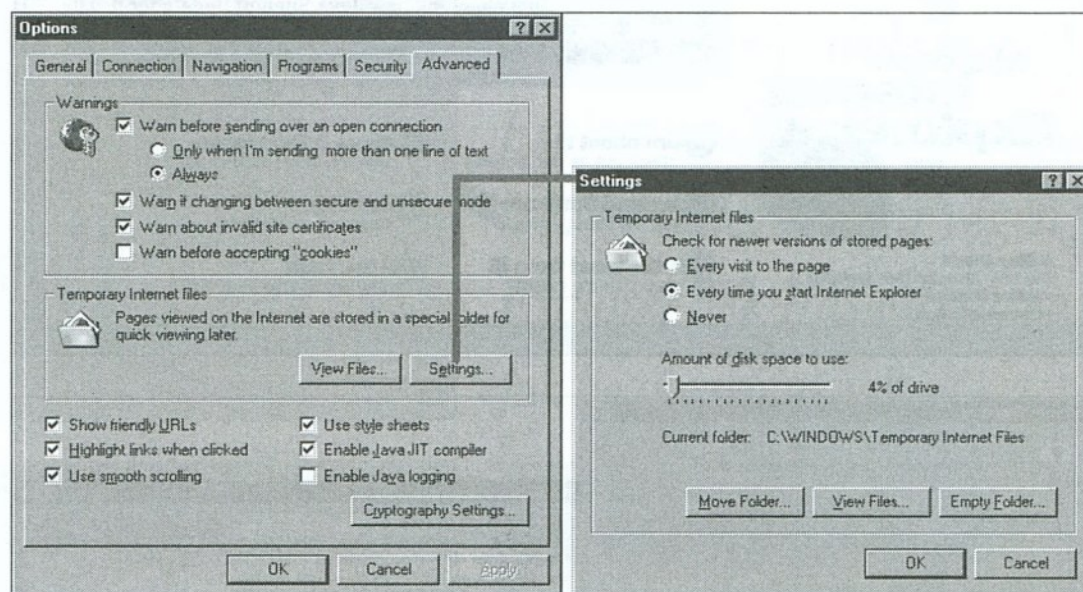 Options
General Connection Navigation Programs Security Advanced
Warnings
Warn before sending over an open connection
Only when I'm sending more than one line of text
Always
Warn if changing between secure and unsecure mode
Warn about invalid site certificates
Warn before accepting "cookies"
Temporary Internet files
Pages viewed on the Internet are stored in a special folder for
quick viewing later.
View Files... Settings...
Show friendly URLs
Use style sheets
Highlight links when clicked
Enable Java JIT compiler
Use smooth scrolling
Enable Java logging
Cryptography Settings...
OK Cancel Apply
Settings
Temporary Internet files
Check for newer versions of stored pages:
Every visit to the page
Every time you start Internet Explorer
Never
Amount of disk space to use:
4% of drive
Current folder: C:\WINDOWS\Temporary Internet Files
Move Folder... View Files... Empty Folder...
OK Cancel